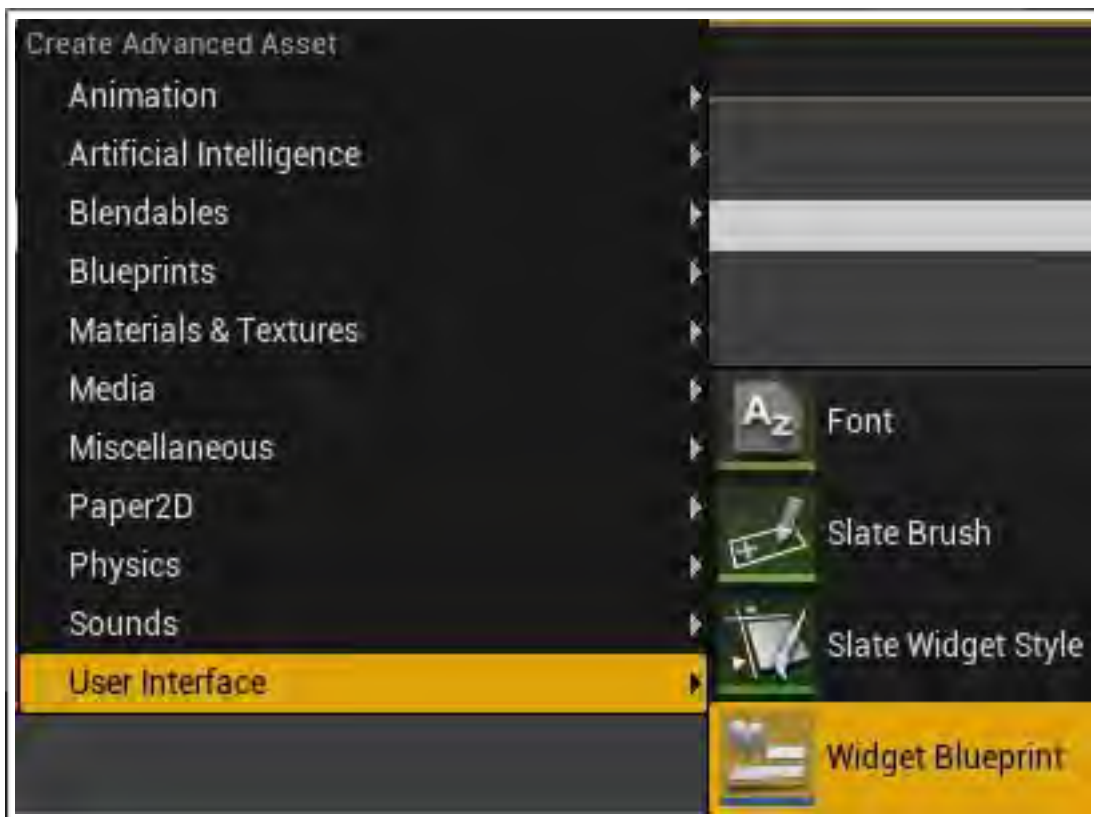 Create Advanced Asset
Animation
Artificial Intelligence
Blendables
Blueprints
Materials & Textures
Media
Miscellaneous
Paper2D
Physics
Sounds
User Interface
Az Font
Slate Brush
Slate Widget Style
Widget Blueprint